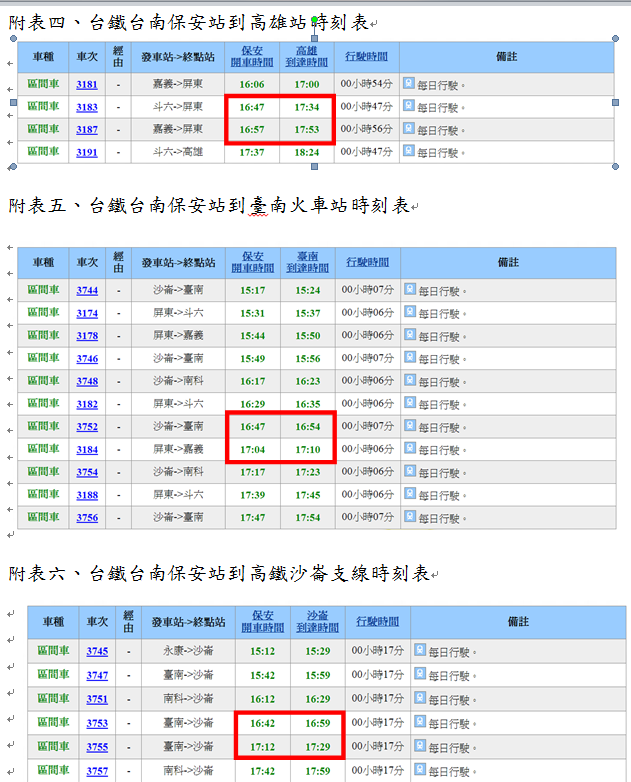 附表四、台鐵台南保安站到高雄站時刻表
車種 車次 經由 發車站->終點站 保安開車時間 高雄到達時間 行駛時間 備註
區間車 3181 - 嘉義->屏東 16:06 17:00 00小時54分 每日行駛。
區間車 3183 - 斗六->屏東 16:47 17:34 00小時47分 每日行駛。
區間車 3187 - 嘉義->屏東 16:57 17:53 00小時56分 每日行駛。
區間車 3191 - 斗六->高雄 17:37 18:24 00小時47分 每日行駛。
附表五、台鐵台南保安站到臺南火車站時刻表
車種 車次 經由 發車站->終點站 保安開車時間 臺南到達時間 行駛時間 備註
區間車 3744 - 沙崙->臺南 15:17 15:24 00小時07分 每日行駛。
區間車 3174 - 屏東->斗六 15:31 15:37 00小時06分 每日行駛。
區間車 3178 - 屏東->嘉義 15:44 15:50 00小時06分 每日行駛。
區間車 3746 - 沙崙->臺南 15:49 15:56 00小時07分 每日行駛。
區間車 3748 - 沙崙->南科 16:17 16:23 00小時06分 每日行駛。
區間車 3182 - 屏東->斗六 16:29 16:35 00小時06分 每日行駛。
區間車 3752 - 沙崙->臺南 16:47 16:54 00小時07分 每日行駛。
區間車 3184 - 屏東->嘉義 17:04 17:10 00小時06分 每日行駛。
區間車 3754 - 沙崙->南科 17:17 17:23 00小時06分 每日行駛。
區間車 3188 - 屏東->斗六 17:39 17:45 00小時06分 每日行駛。
區間車 3756 - 沙崙->臺南 17:47 17:54 00小時07分 每日行駛。
附表六、台鐵台南保安站到高鐵沙崙支線時刻表
車種 車次 經由 發車站->終點站 保安開車時間 沙崙到達時間 行駛時間 備註
區間車 3745 - 永康->沙崙 15:12 15:29 00小時17分 每日行駛。
區間車 3747 - 臺南->沙崙 15:42 15:59 00小時17分 每日行駛。
區間車 3751 - 南科->沙崙 16:12 16:29 00小時17分 每日行駛。
區間車 3753 - 臺南->沙崙 16:42 16:59 00小時17分 每日行駛。
區間車 3755 - 臺南->沙崙 17:12 17:29 00小時17分 每日行駛。
區間車 3757 - 南科->沙崙 17:42 17:59 00小時17分 每日行駛。